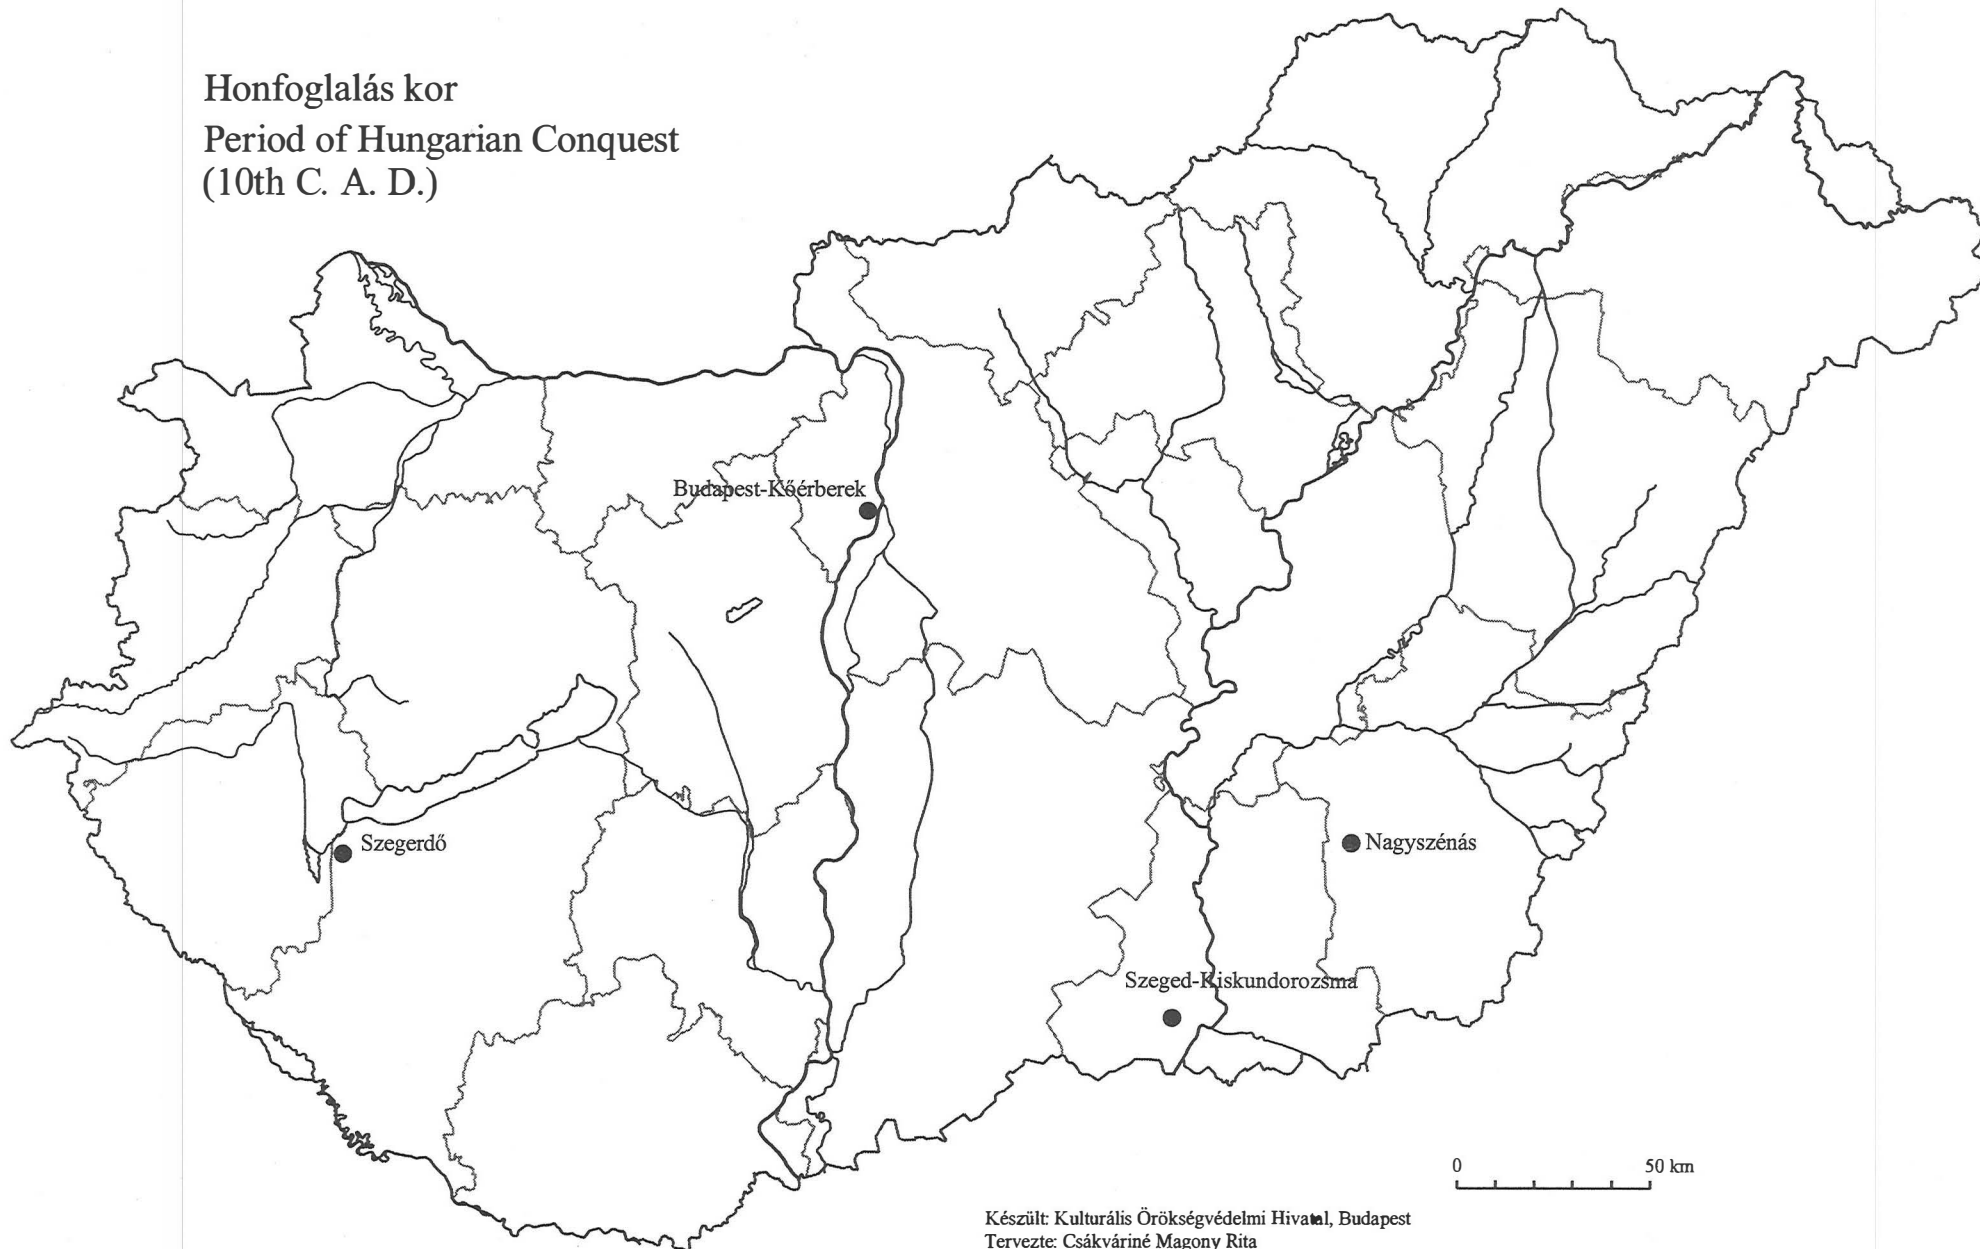 Honfoglalás kor
Period of Hungarian Conquest
(10th C. A. D.)
Budapest-Kőérberek
Szegerdő
Nagyszénás
Szeged-Kiskundorozsma
0 50 km
Készült: Kulturális Örökségvédelmi Hivatal, Budapest
Tervezte: Csákváriné Magony Rita